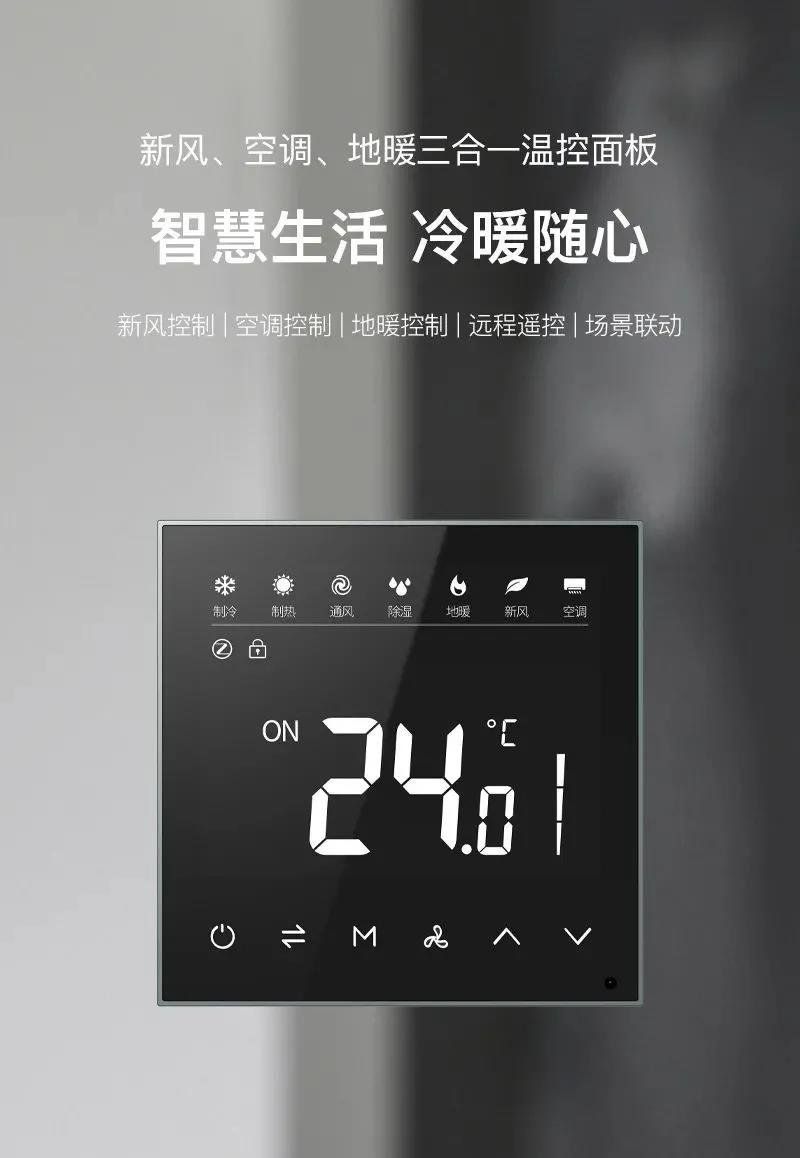 新风、空调、地暖三合一温控面板
智慧生活 冷暖随心
新风控制 | 空调控制 | 地暖控制 | 远程遥控 | 场景联动
制冷 制热 通风 除湿 地暖 新风 空调
ON 24.0 ℃
M